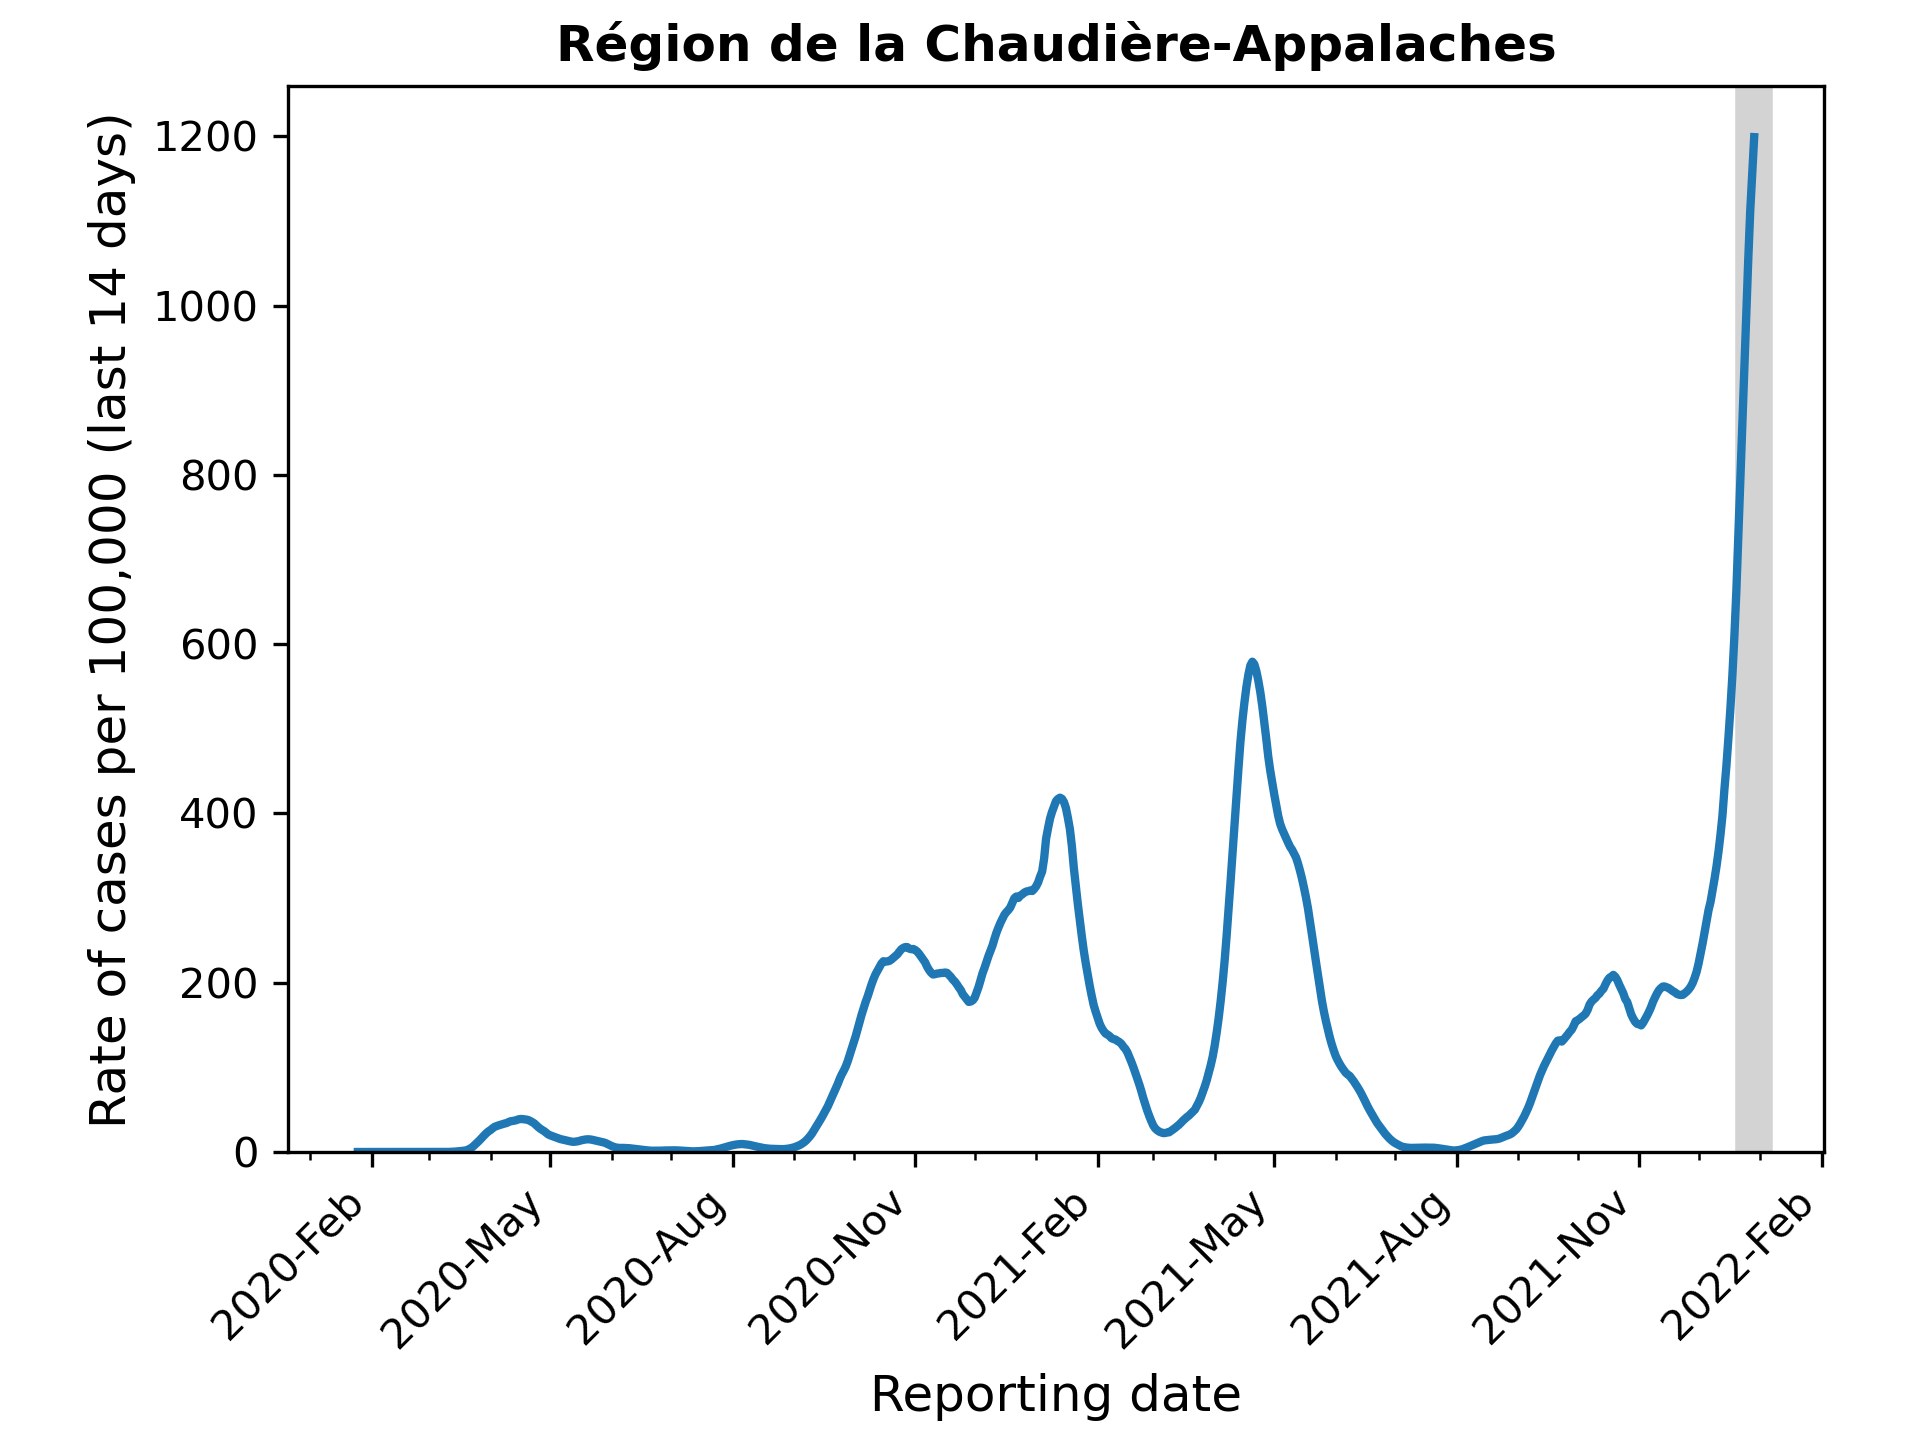 Région de la Chaudière-Appalaches
Rate of cases per 100,000 (last 14 days)
1200
1000
800
600
400
200
0
2020-Feb
2020-May
2020-Aug
2020-Nov
2021-Feb
2021-May
2021-Aug
2021-Nov
2022-Feb
Reporting date